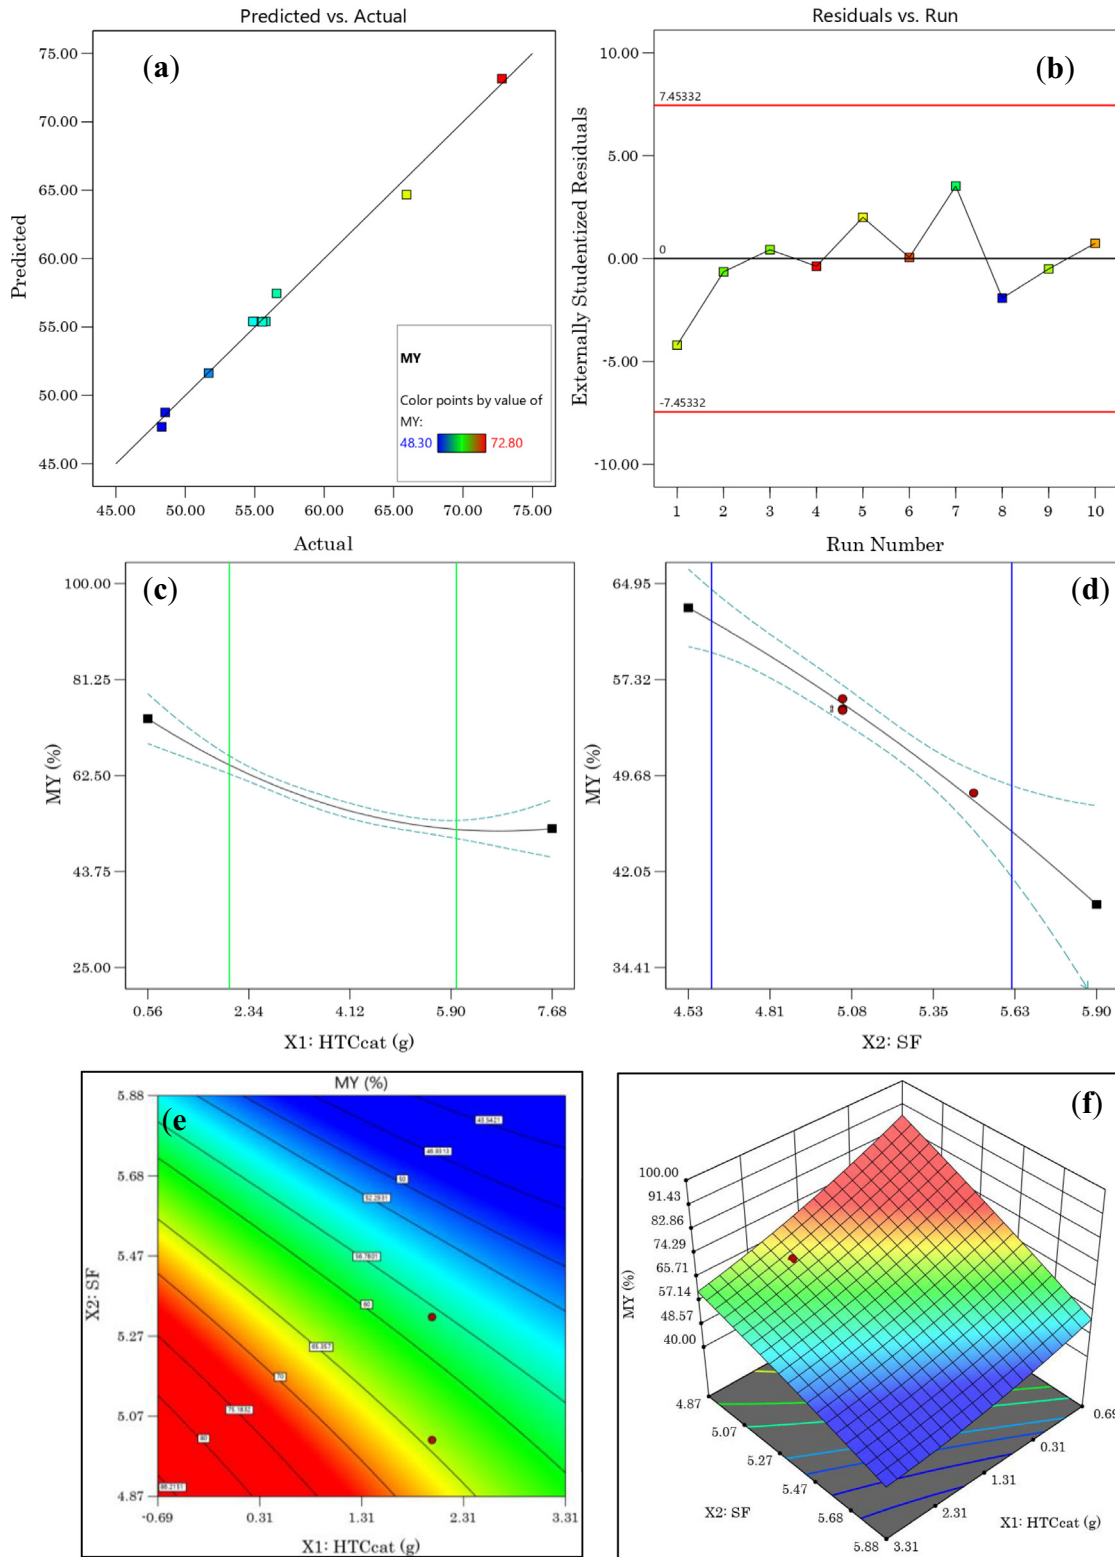 Predicted vs. Actual
(a)
75.00
70.00
65.00
60.00
55.00
50.00
45.00
Predicted
MY
Color points by value of
MY:
48.30 72.80
45.00 50.00 55.00 60.00 65.00 70.00 75.00
Actual
Residuals vs. Run
(b)
10.00
5.00
0.00
-5.00
-10.00
Externally Studentized Residuals
7.45332
0
-7.45332
1 2 3 4 5 6 7 8 9 10
Run Number
(c)
100.00
81.25
62.50
43.75
25.00
MY (%)
0.56 2.34 4.12 5.90 7.68
X1: HTCcat (g)
(d)
64.95
57.32
49.68
42.05
34.41
MY (%)
4.53 4.81 5.08 5.35 5.63 5.90
X2: SF
MY (%)
(e
5.88
5.68
5.47
5.27
5.07
4.87
X2: SF
50
60
70
80
-0.69 0.31 1.31 2.31 3.31
X1: HTCcat (g)
(f)
100.00
91.43
82.86
74.29
65.71
57.14
48.57
40.00
MY (%)
4.87
5.07
5.27
5.47
5.68
5.88
X2: SF
3.31
2.31
1.31
0.31
0.69
X1: HTCcat (g)